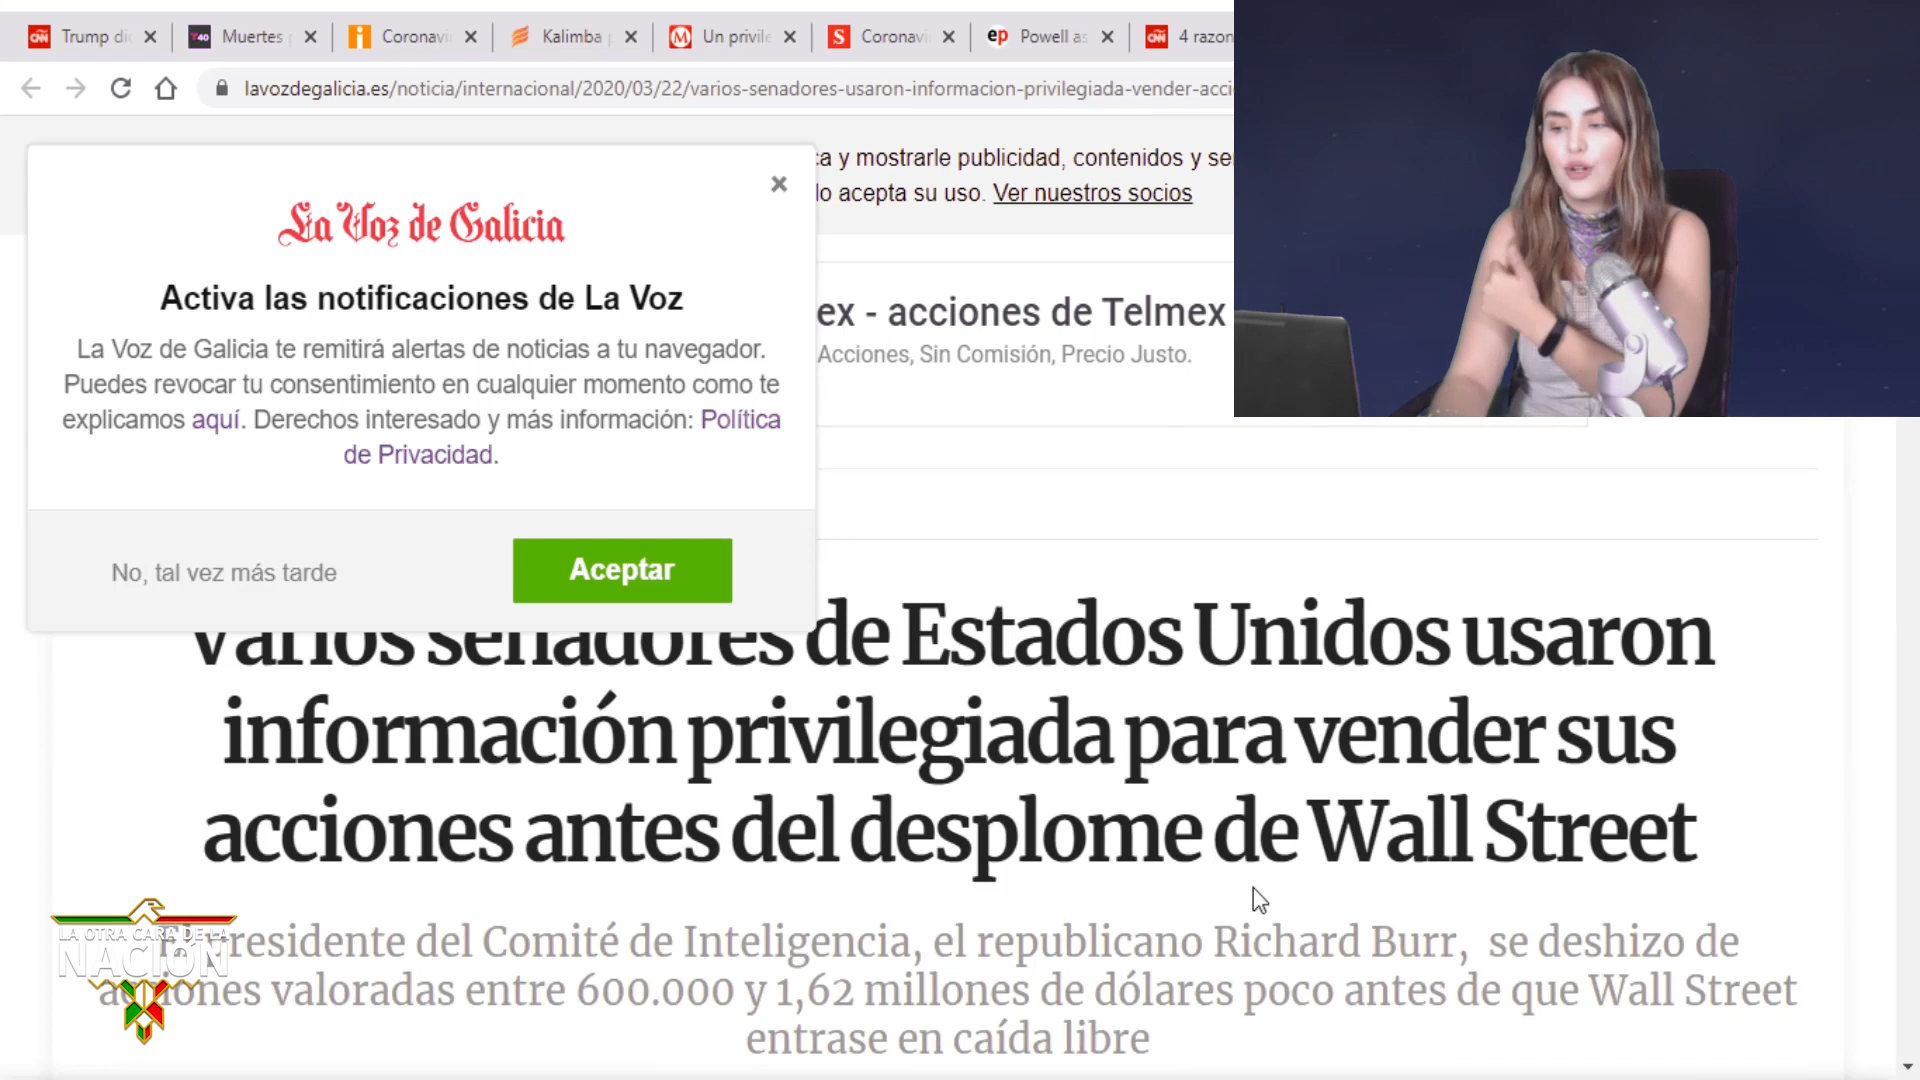 Trump di
Muertes
Coronavi
Kalimba
Un privile
Coronavi
Powell as
4 razon
lavozdegalicia.es/noticia/internacional/2020/03/22/varios-senadores-usaron-informacion-privilegiada-vender-acci
ca y mostrarle publicidad, contenidos y se
lo acepta su uso. Ver nuestros socios
La Voz de Galicia
Activa las notificaciones de La Voz
La Voz de Galicia te remitirá alertas de noticias a tu navegador.
Puedes revocar tu consentimiento en cualquier momento como te
explicamos aquí. Derechos interesado y más información: Política
de Privacidad.
No, tal vez más tarde
Aceptar
ex - acciones de Telmex
Acciones, Sin Comisión, Precio Justo.
Varios senadores de Estados Unidos usaron
información privilegiada para vender sus
acciones antes del desplome de Wall Street
El presidente del Comité de Inteligencia, el republicano Richard Burr, se deshizo de
acciones valoradas entre 600.000 y 1,62 millones de dólares poco antes de que Wall Street
entrase en caída libre
LA OTRA CARA DE LA
NACIÓN